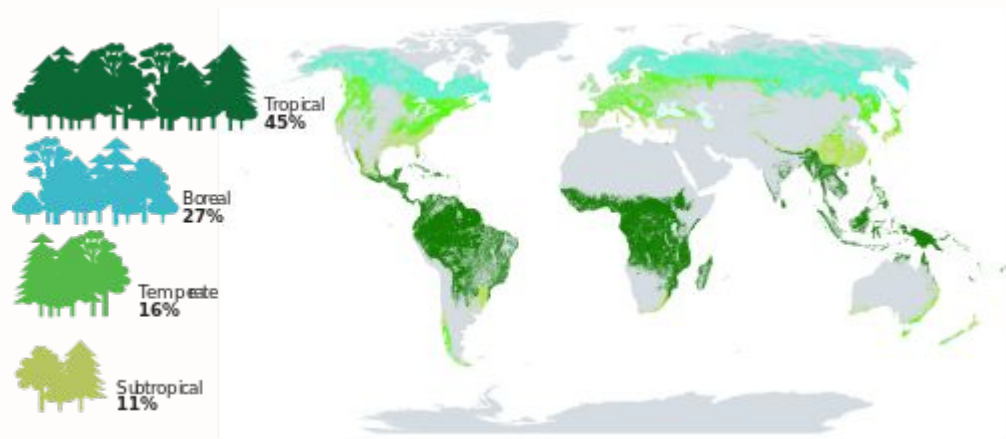 Tropical
45%
Boreal
27%
Temperate
16%
Subtropical
11%